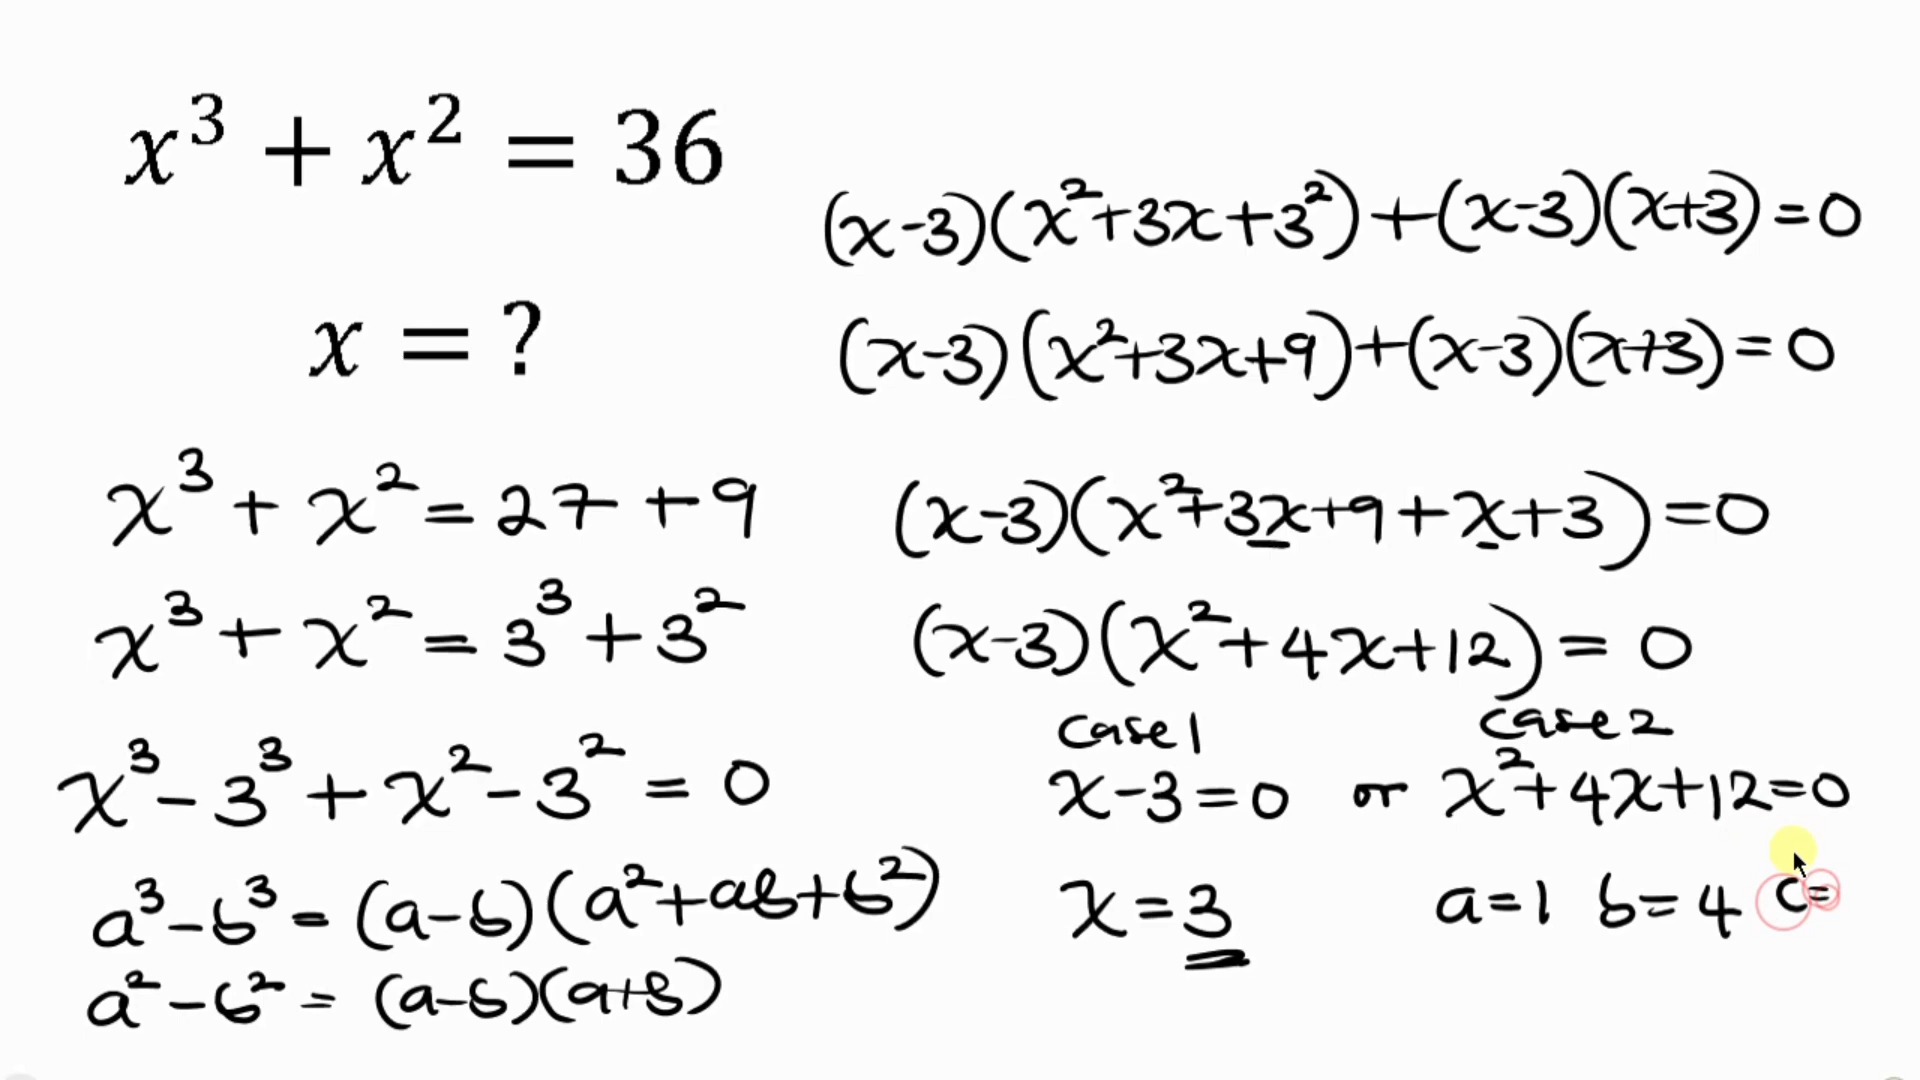 x³ + x² = 36
x = ?
x³ + x² = 27 + 9
x³ + x² = 3³ + 3²
x³ - 3³ + x² - 3² = 0
a³ - b³ = (a-b)(a² + ab + b²)
a² - b² = (a-b)(a+b)
(x-3)(x²+3x+3²)+(x-3)(x+3)=0
(x-3)(x²+3x+9)+(x-3)(x+3)=0
(x-3)(x²+3x+9+x+3)=0
(x-3)(x²+4x+12)=0
case 1 case 2
x-3=0 or x²+4x+12=0
x=3 a=1 b=4 c=